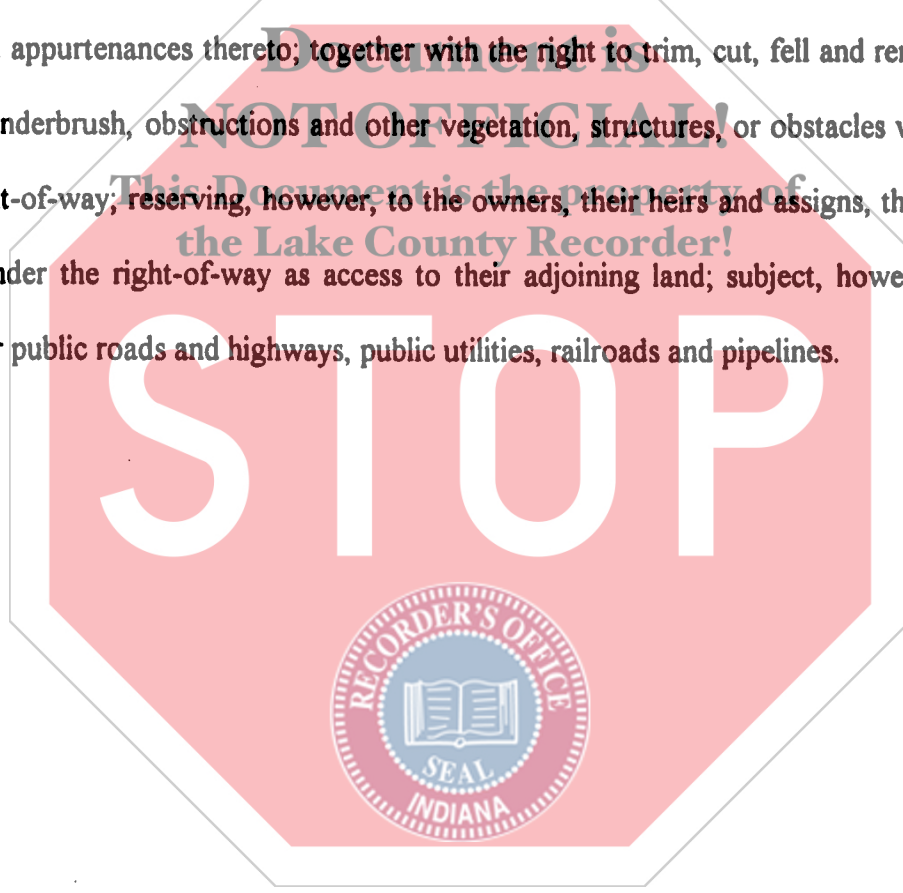 appurtenances thereto; together with the right to trim, cut, fell and
Document is
nderbrush, obstructions and other vegetation, structures, or obstacles
NOT OFFICIAL!
t-of-way; reserving, however, to the owners, their heirs and assigns, th
This Document is the property of
the Lake County Recorder!
nder the right-of-way as access to their adjoining land; subject, howe
public roads and highways, public utilities, railroads and pipelines.
STOP
RECORDER'S OFFICE
SEAL
INDIANA